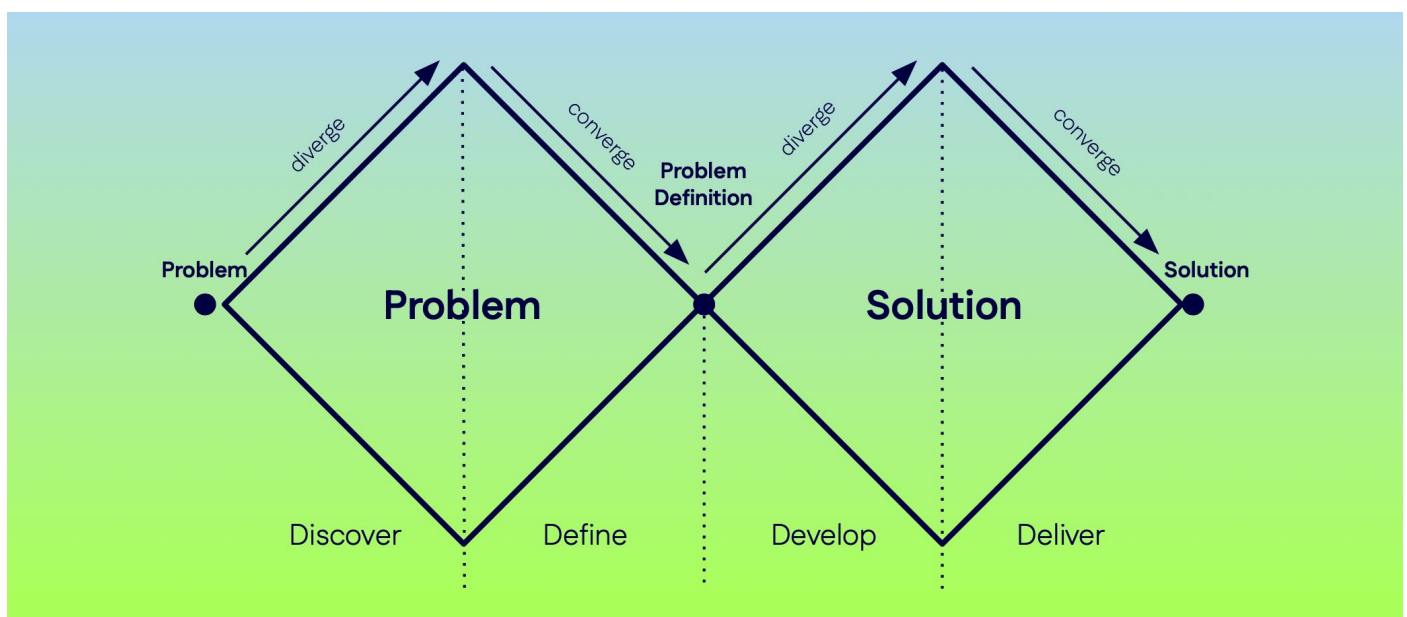 diverge
converge
diverge
converge
Problem
Definition
Problem
Solution
Problem
Solution
Discover
Define
Develop
Deliver